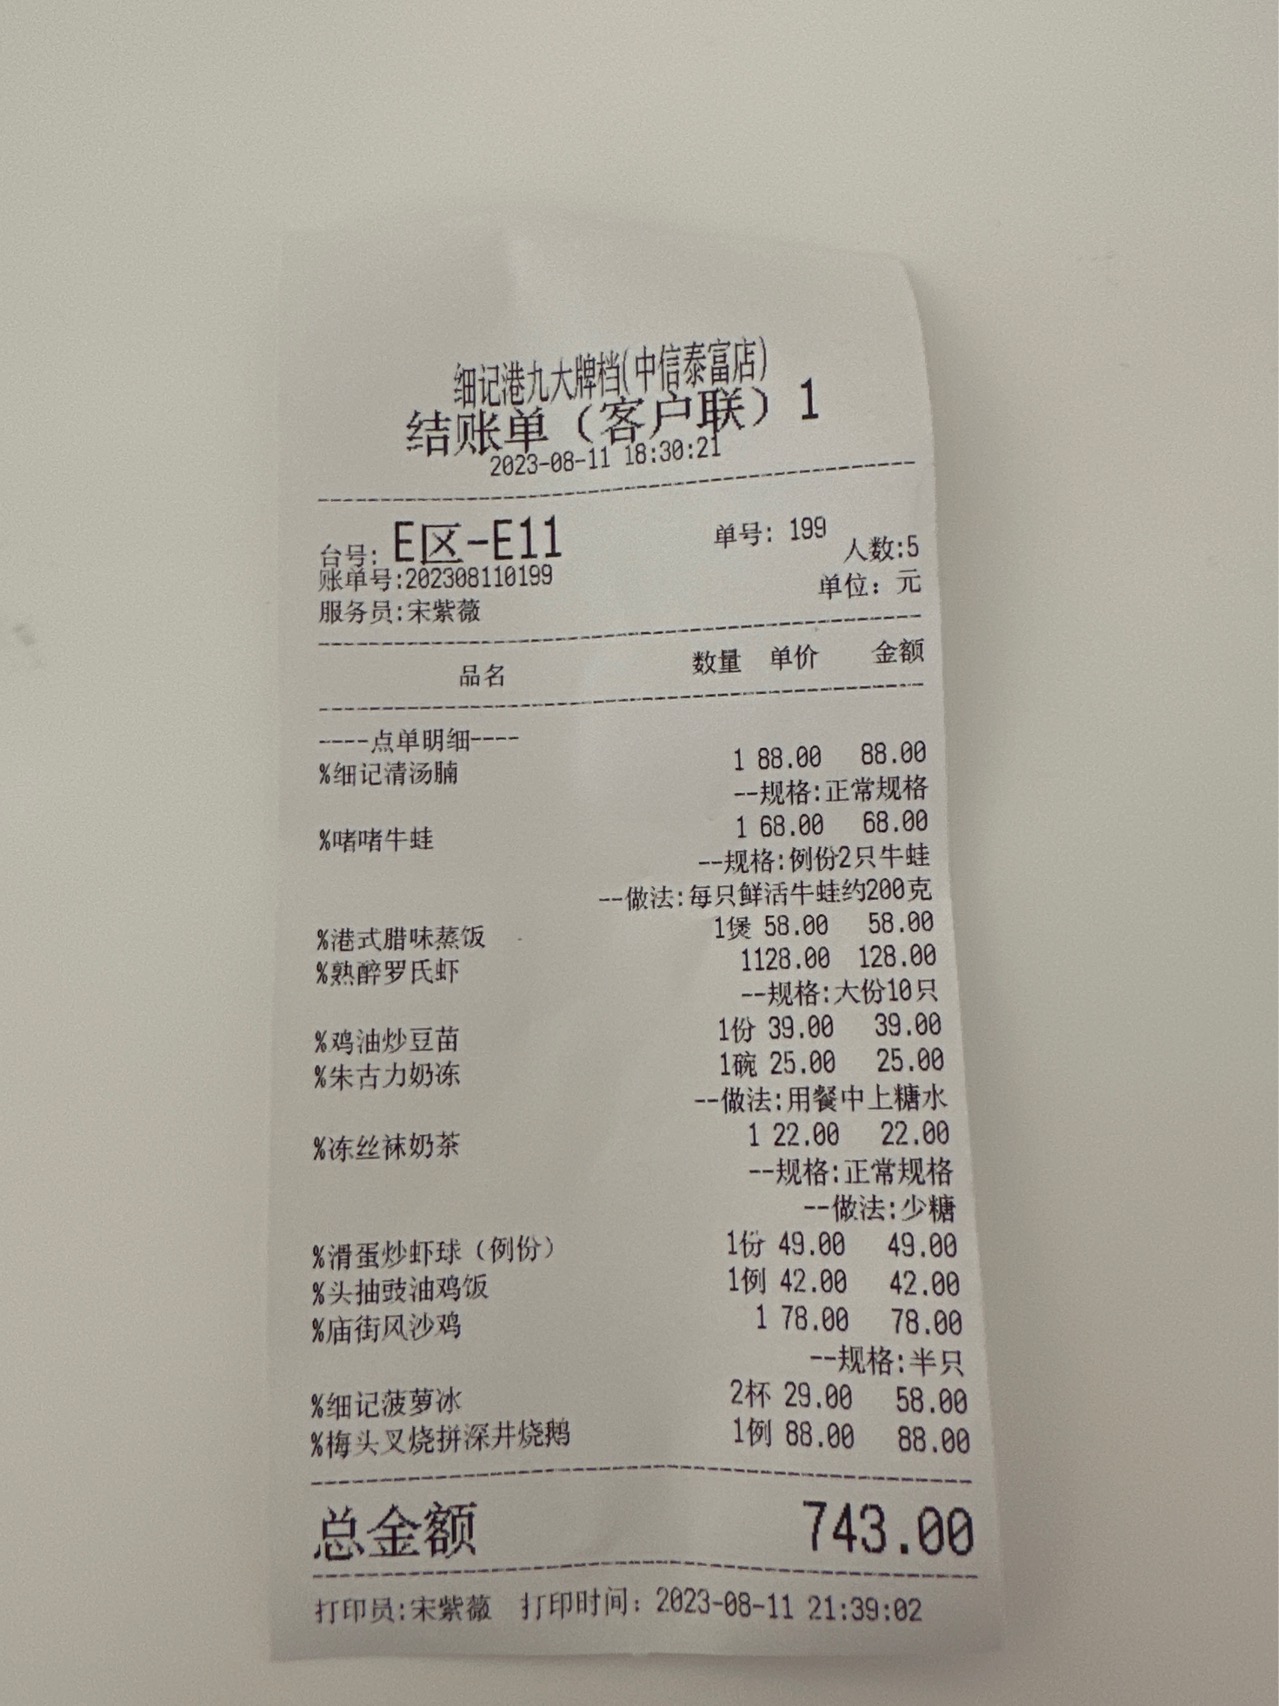 细记港九大牌档(中信泰富店)
结账单（客户联）1
2023-08-11 18:30:21
台号: E区-E11 单号: 199
人数:5
账单号:202308110199
单位: 元
服务员:宋紫薇
品名 数量 单价 金额
----点单明细----
%细记清汤腩 1 88.00 88.00
--规格:正常规格
%啫啫牛蛙 1 68.00 68.00
--规格:例份2只牛蛙
--做法:每只鲜活牛蛙约200克
%港式腊味蒸饭 1煲 58.00 58.00
%熟醉罗氏虾 1128.00 128.00
--规格:大份10只
%鸡油炒豆苗 1份 39.00 39.00
%朱古力奶冻 1碗 25.00 25.00
--做法:用餐中上糖水
%冻丝袜奶茶 1 22.00 22.00
--规格:正常规格
--做法:少糖
%滑蛋炒虾球（例份） 1份 49.00 49.00
%头抽豉油鸡饭 1例 42.00 42.00
%庙街风沙鸡 1 78.00 78.00
--规格:半只
%细记菠萝冰 2杯 29.00 58.00
%梅头叉烧拼深井烧鹅 1例 88.00 88.00
总金额 743.00
打印员:宋紫薇 打印时间: 2023-08-11 21:39:02